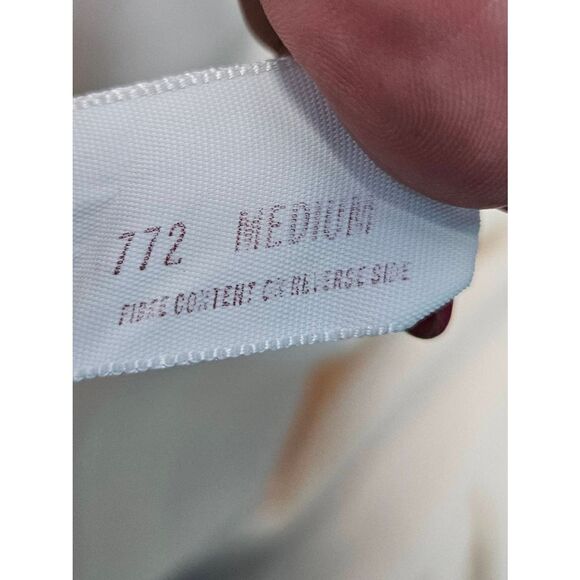 772 MEDIUM
FIBRE CONTENT ON REVERSE SIDE